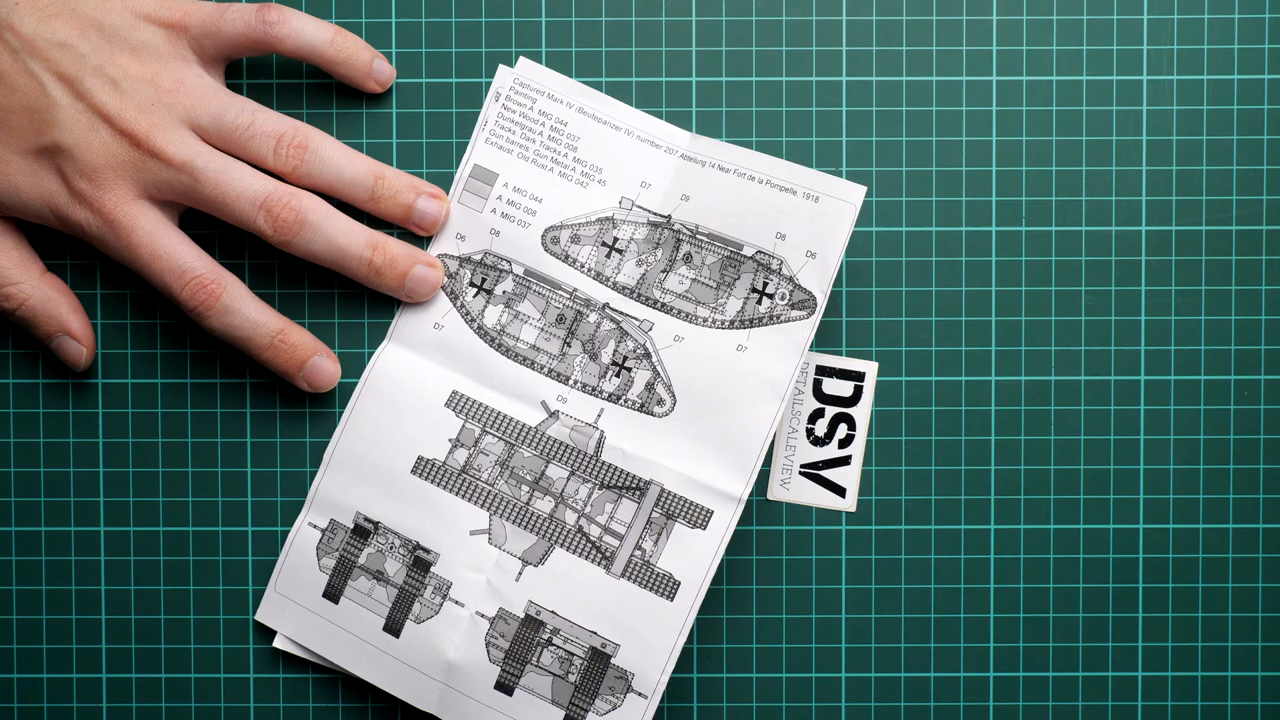 Captured Mark IV (Beutepanzer IV) number 207 Abteilung 14 Near Fort de la Pompelle, 1918
Painting
Brown A. MIG 044
New Wood A. MIG 037
Dunkelgrau A. MIG 008
Tracks: Dark Tracks A. MIG 035
Gun barrels: Gun Metal A. MIG 45
Exhaust: Old Rust A. MIG 042
A. MIG 044
A. MIG 008
A. MIG 037
D7
D9
D8
D6
D6
D8
D7
D7
D7
D9
DSV
DETAILSCALEVIEW